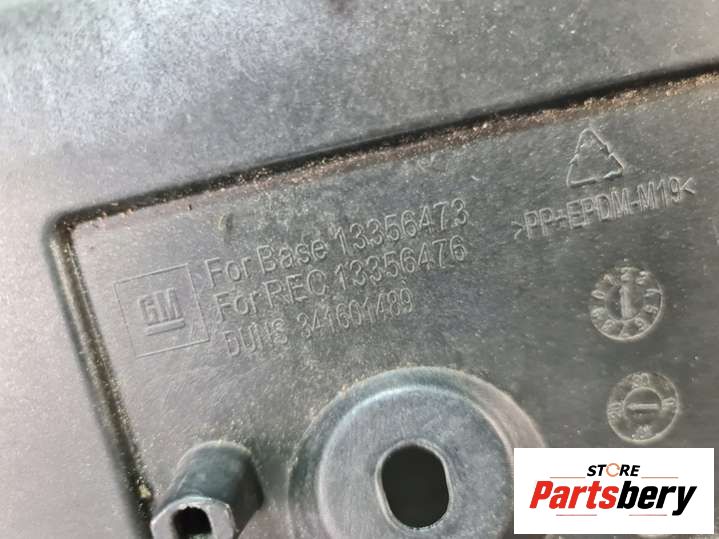 GM
For Base 13356473
For REC 13356476
DUNS 341601489
>PP+EPDM-M19<
STORE
Partsbery